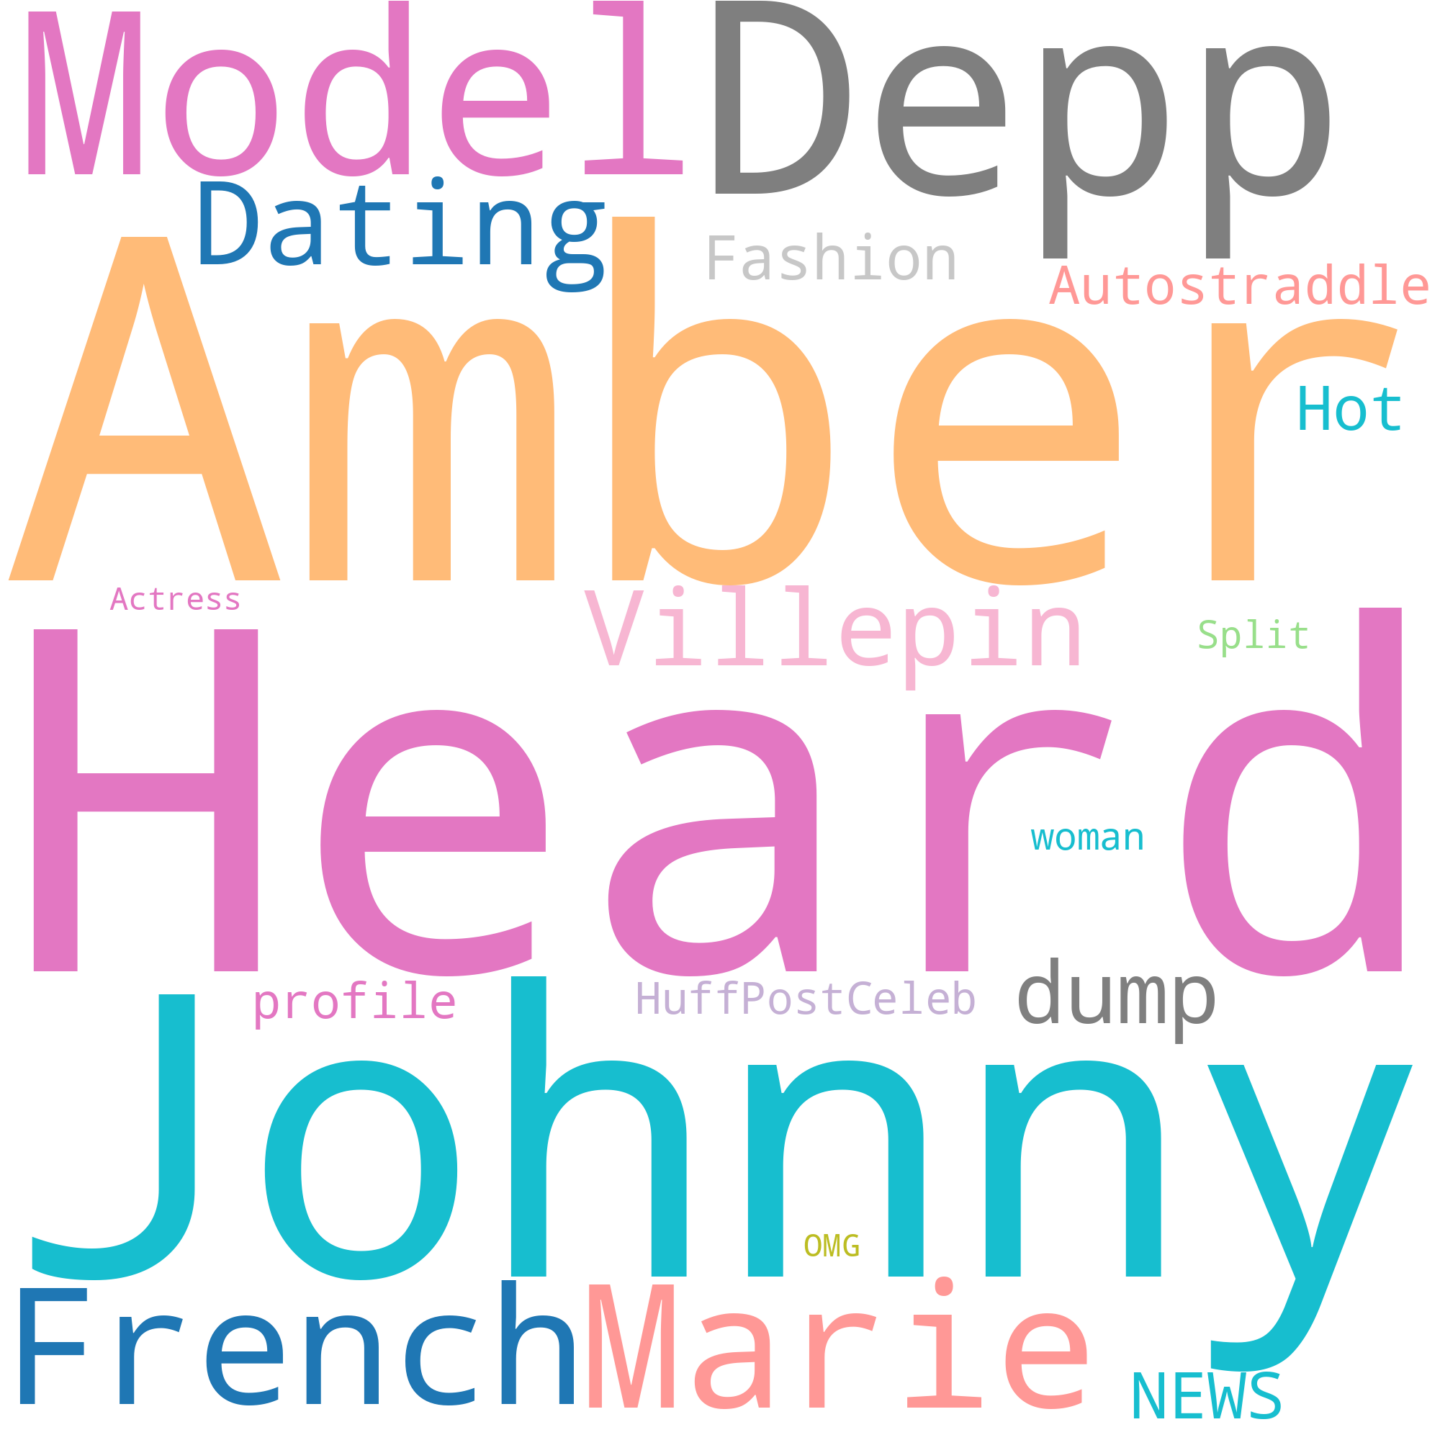 Model Depp
Dating Fashion
Autostraddle
Amber
Hot
Actress Villepin Split
Heard
woman
profile HuffPostCeleb dump
Johnny
OMG
French Marie
NEWS